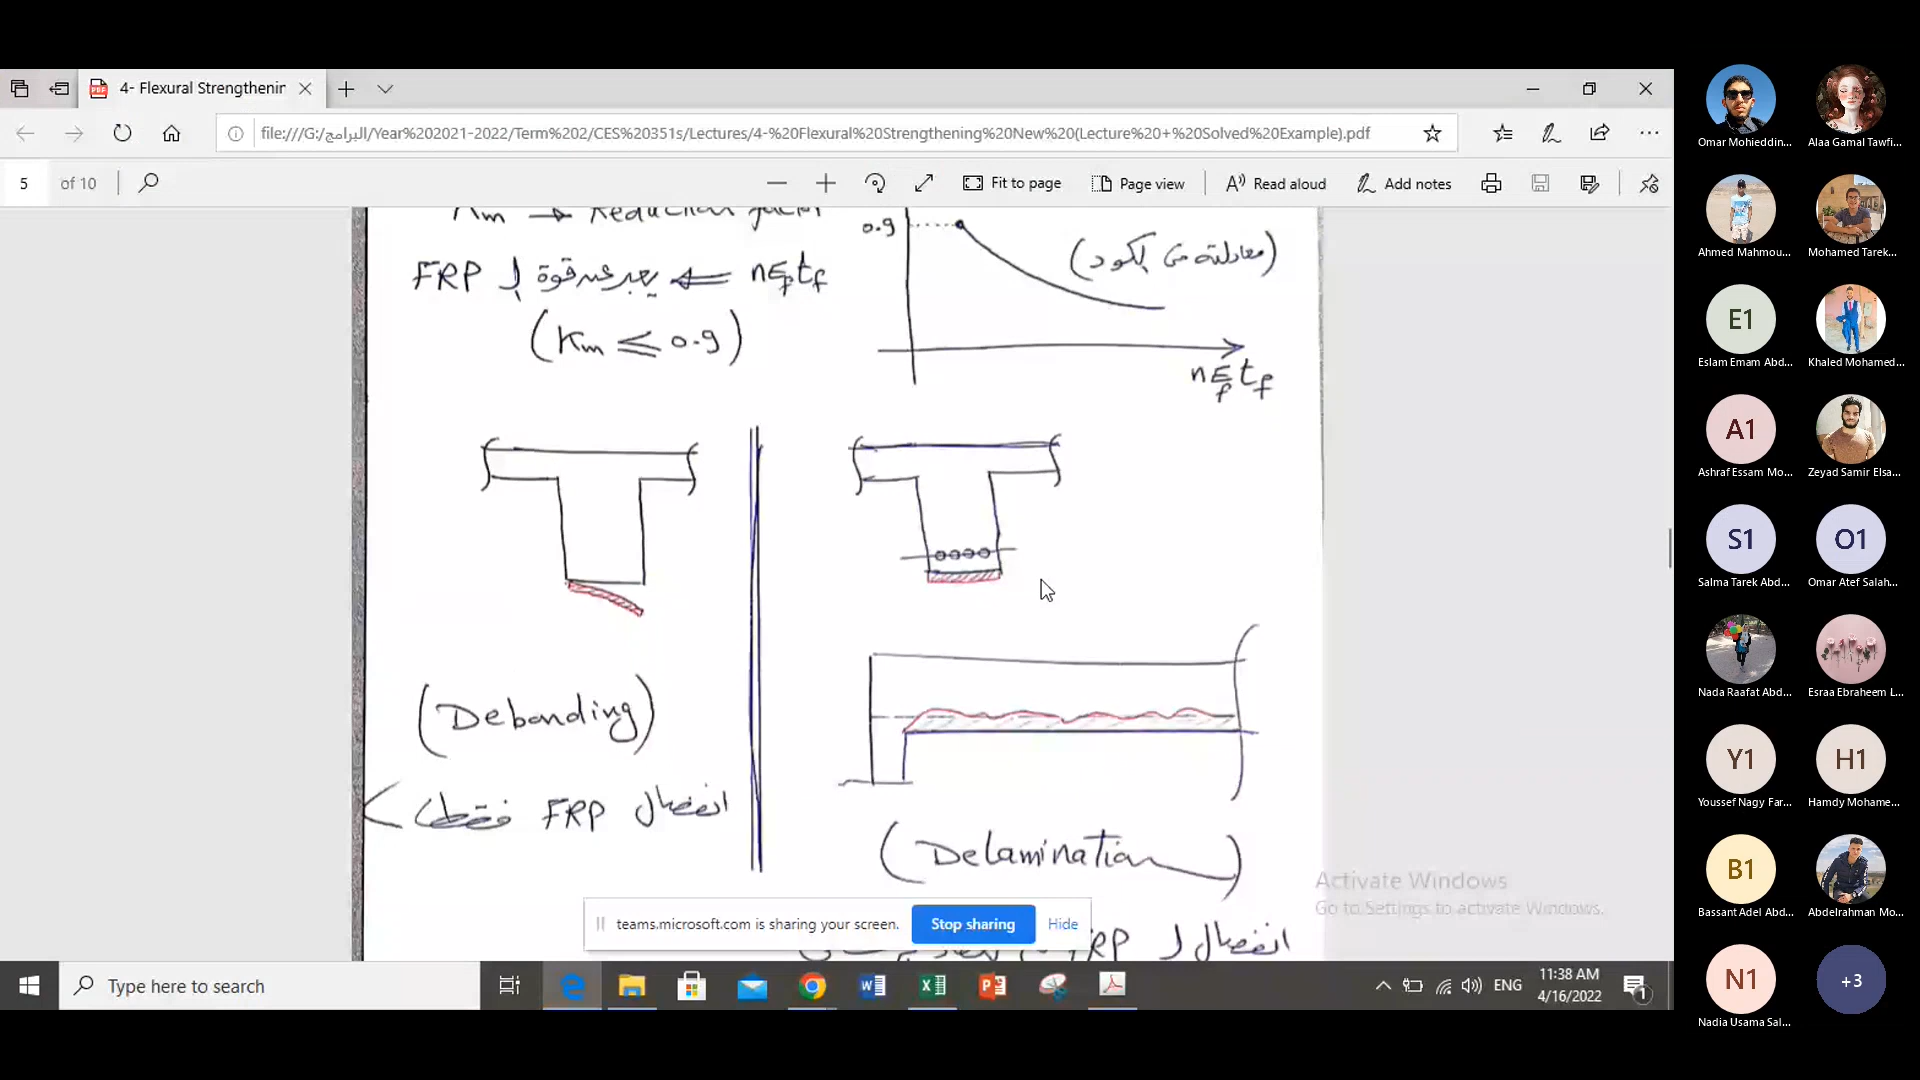 4- Flexural Strengthenin
file:///G:/البرامج/Year%202021-2022/Term%202/CES%20351s/Lectures/4-%20Flexural%20Strengthening%20New%20(Lecture%20+%20Solved%20Example).pdf
5 of 10
Fit to page
Page view
Read aloud
Add notes
Km → Reduction factor
0.9
(معادلة من الكود)
FRP يعبر عن قوة ال ⇐ nEftf
(Km ≤ 0.9)
nEftf
(Debonding)
انفصال FRP فقط
(Delamination)
انفصال ال FRP
teams.microsoft.com is sharing your screen.
Stop sharing
Hide
Activate Windows
Go to Settings to activate Windows.
Type here to search
ENG
11:38 AM
4/16/2022
1
Omar Mohieddin...
Alaa Gamal Tawfi...
Ahmed Mahmou...
Mohamed Tarek...
E1
Eslam Emam Abd...
Khaled Mohamed...
A1
Ashraf Essam Mo...
Zeyad Samir Elsa...
S1
Salma Tarek Abd...
O1
Omar Atef Salah...
Nada Raafat Abd...
Esraa Ebraheem L...
Y1
Youssef Nagy Far...
H1
Hamdy Mohame...
B1
Bassant Adel Abd...
Abdelrahman Mo...
N1
Nadia Usama Sal...
+3